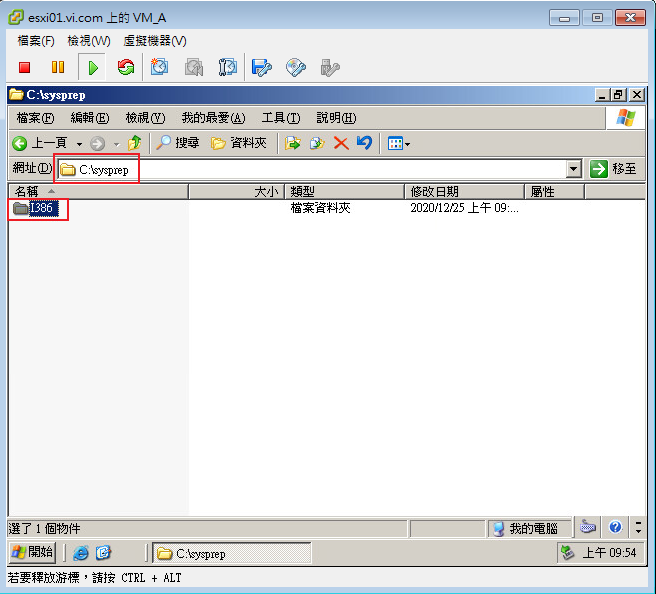 esxi01.vi.com 上的 VM_A
檔案(F) 檢視(W) 虛擬機器(V)
C:\sysprep
檔案(F) 編輯(E) 檢視(V) 我的最愛(A) 工具(T) 說明(H)
上一頁 搜尋 資料夾
網址(D) C:\sysprep 移至
名稱 大小 類型 修改日期 屬性
I386 檔案資料夾 2020/12/25 上午 09:...
選了 1 個物件 我的電腦
開始 C:\sysprep 上午 09:54
若要釋放游標，請按 CTRL + ALT